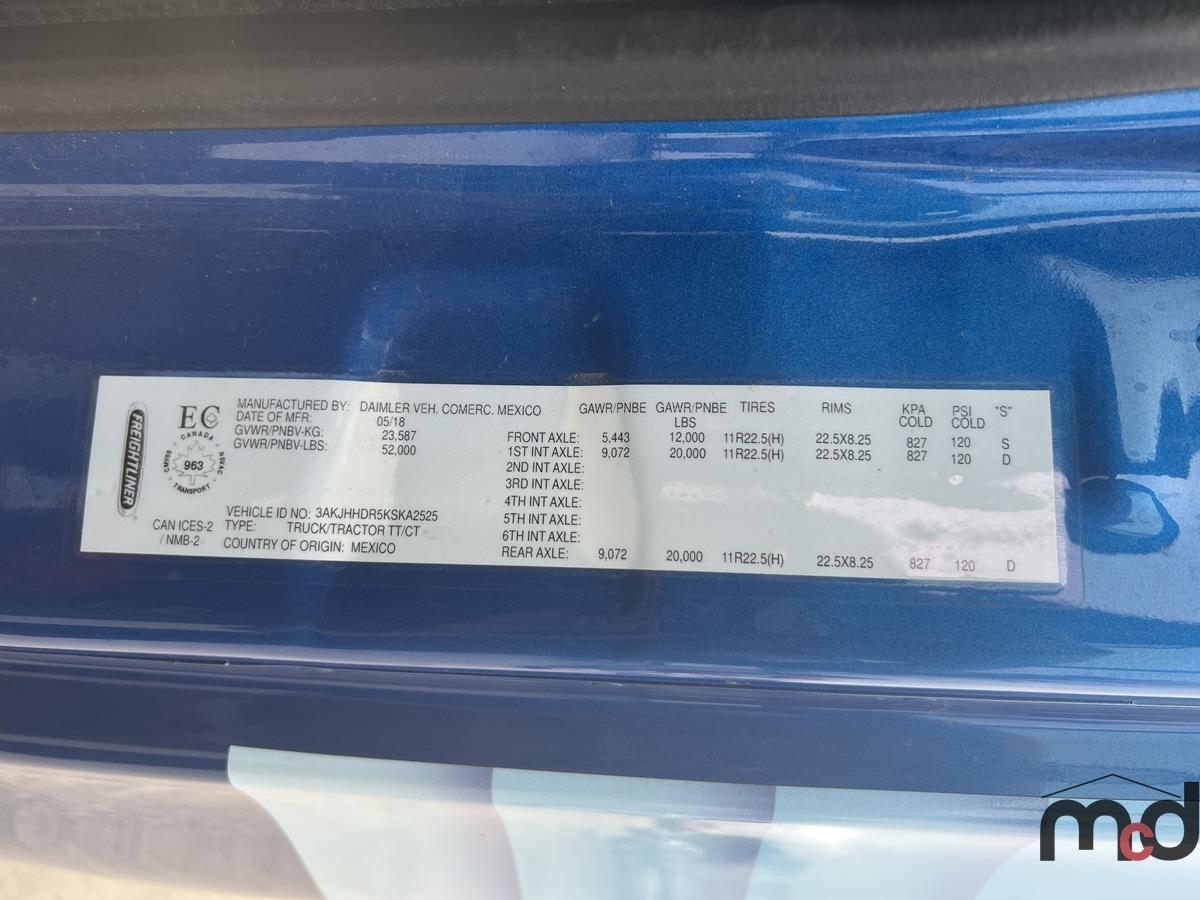 FREIGHTLINER
EC
CANADA
CMVSS 963 NSVAC
TRANSPORT
CAN ICES-2
/ NMB-2
MANUFACTURED BY: DAIMLER VEH. COMERC. MEXICO
DATE OF MFR: 05/18
GVWR/PNBV-KG: 23,587
GVWR/PNBV-LBS: 52,000
VEHICLE ID NO: 3AKJHHDR5KSKA2525
TYPE: TRUCK/TRACTOR TT/CT
COUNTRY OF ORIGIN: MEXICO
GAWR/PNBE GAWR/PNBE LBS TIRES RIMS KPA COLD PSI COLD "S"
FRONT AXLE: 5,443 12,000 11R22.5(H) 22.5X8.25 827 120 S
1ST INT AXLE: 9,072 20,000 11R22.5(H) 22.5X8.25 827 120 D
2ND INT AXLE:
3RD INT AXLE:
4TH INT AXLE:
5TH INT AXLE:
6TH INT AXLE:
REAR AXLE: 9,072 20,000 11R22.5(H) 22.5X8.25 827 120 D
mcd